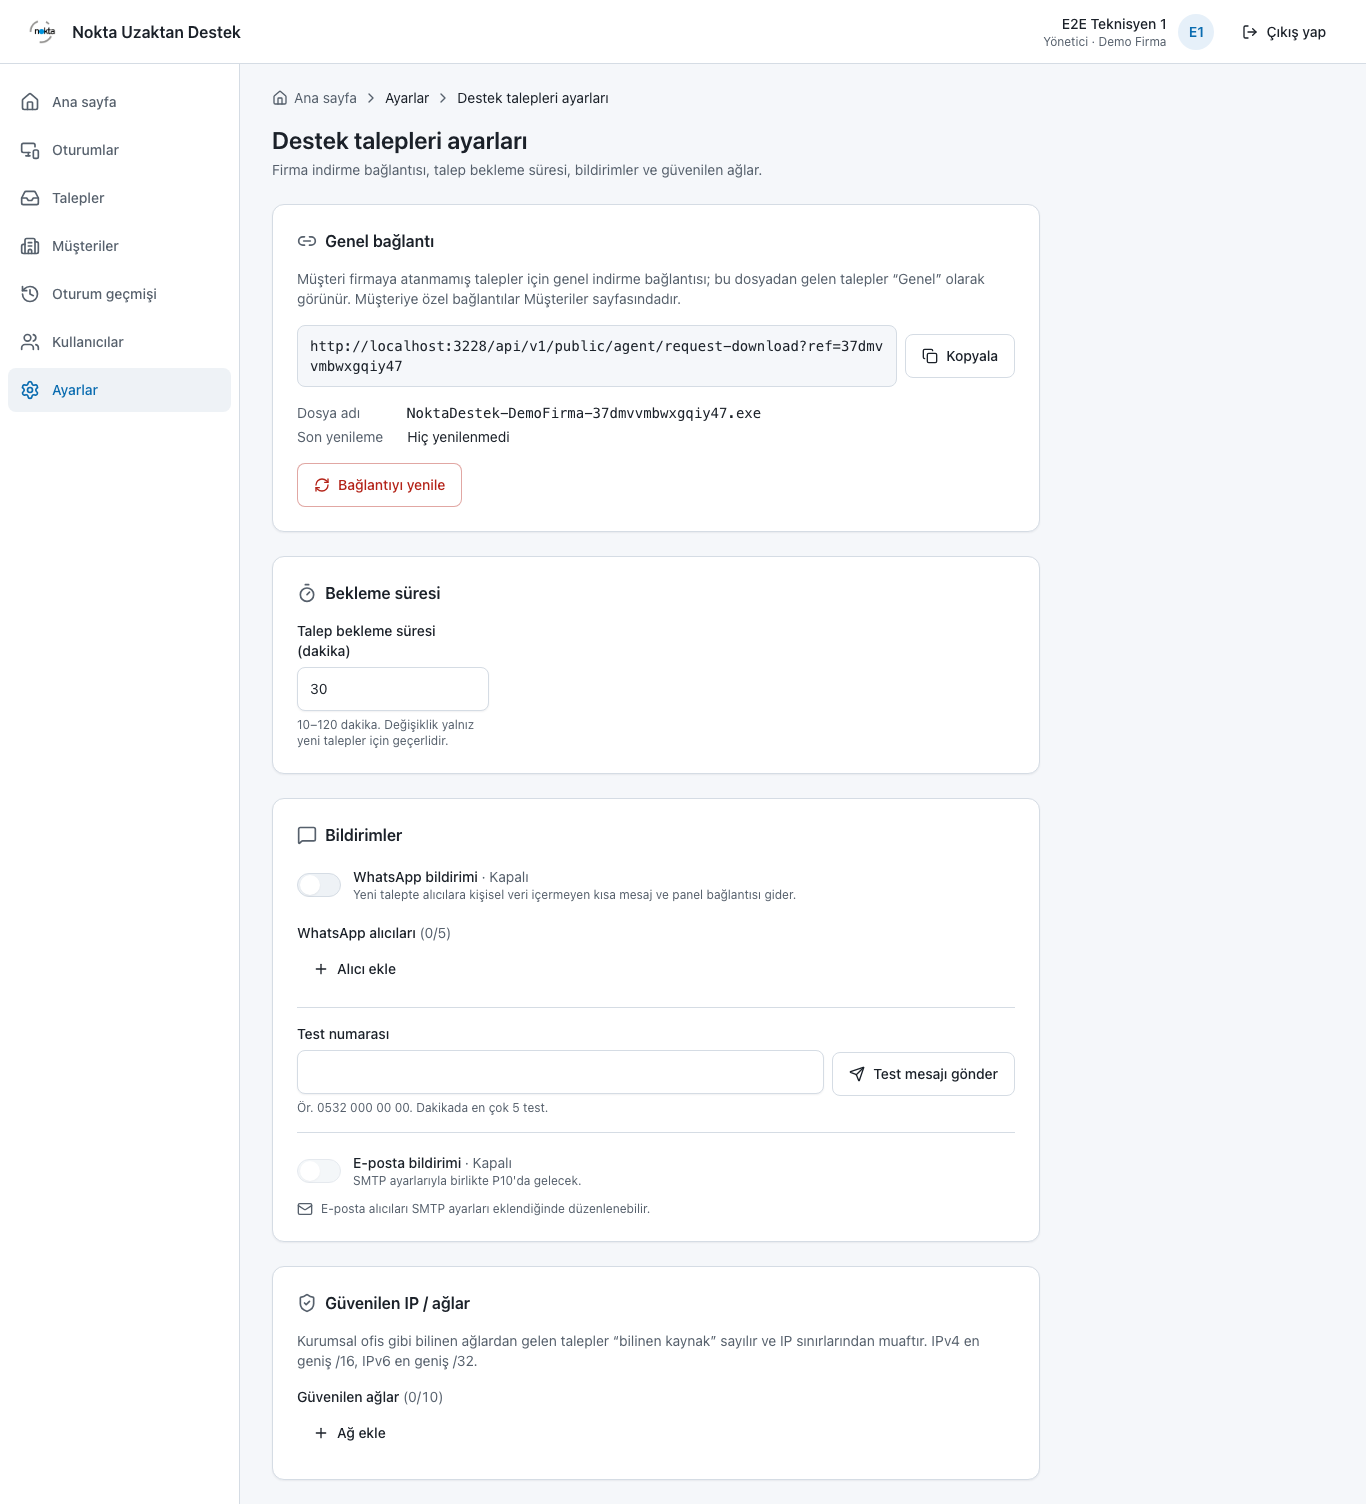 nokta
Nokta Uzaktan Destek
E2E Teknisyen 1
Yönetici · Demo Firma
E1
Çıkış yap
Ana sayfa
Oturumlar
Talepler
Müşteriler
Oturum geçmişi
Kullanıcılar
Ayarlar
Ana sayfa > Ayarlar > Destek talepleri ayarları
Destek talepleri ayarları
Firma indirme bağlantısı, talep bekleme süresi, bildirimler ve güvenilen ağlar.
Genel bağlantı
Müşteri firmaya atanmamış talepler için genel indirme bağlantısı; bu dosyadan gelen talepler “Genel” olarak
görünür. Müşteriye özel bağlantılar Müşteriler sayfasındadır.
http://localhost:3228/api/v1/public/agent/request-download?ref=37dmv
vmbwxgqiy47
Kopyala
Dosya adı NoktaDestek-DemoFirma-37dmvvmbwxgqiy47.exe
Son yenileme Hiç yenilenmedi
Bağlantıyı yenile
Bekleme süresi
Talep bekleme süresi
(dakika)
30
10–120 dakika. Değişiklik yalnız
yeni talepler için geçerlidir.
Bildirimler
WhatsApp bildirimi · Kapalı
Yeni talepte alıcılara kişisel veri içermeyen kısa mesaj ve panel bağlantısı gider.
WhatsApp alıcıları (0/5)
Alıcı ekle
Test numarası
Test mesajı gönder
Ör. 0532 000 00 00. Dakikada en çok 5 test.
E-posta bildirimi · Kapalı
SMTP ayarlarıyla birlikte P10'da gelecek.
E-posta alıcıları SMTP ayarları eklendiğinde düzenlenebilir.
Güvenilen IP / ağlar
Kurumsal ofis gibi bilinen ağlardan gelen talepler “bilinen kaynak” sayılır ve IP sınırlarından muaftır. IPv4 en
geniş /16, IPv6 en geniş /32.
Güvenilen ağlar (0/10)
Ağ ekle